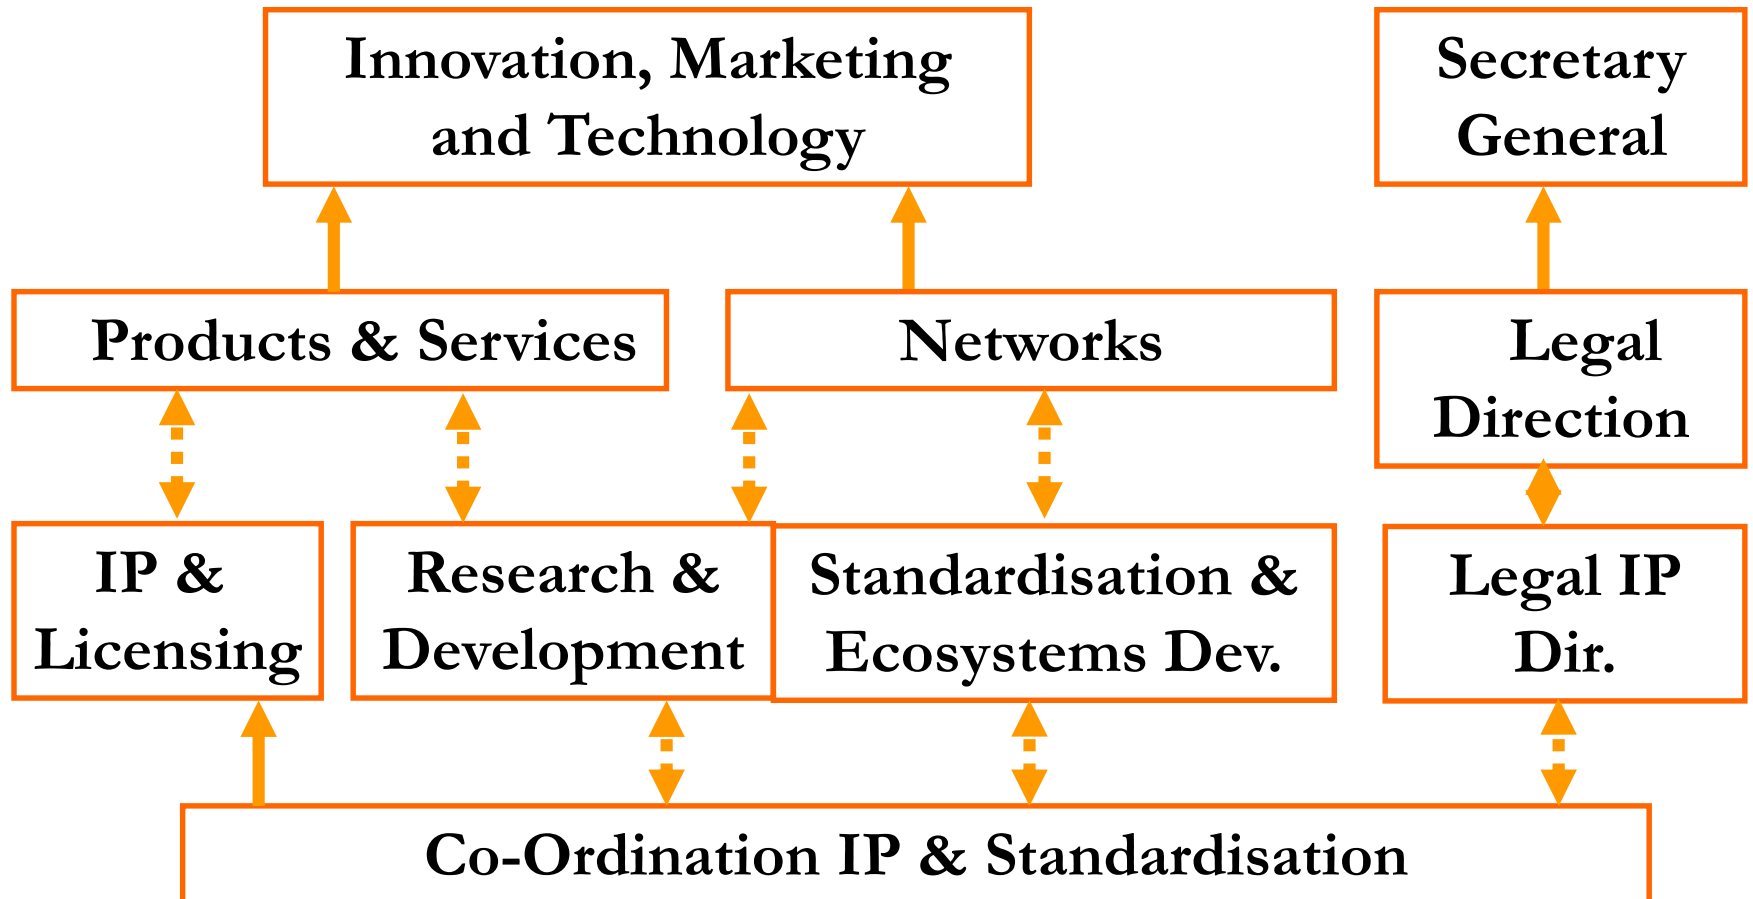 Innovation, Marketing
and Technology
Secretary
General
Products & Services
Networks
Legal
Direction
IP &
Licensing
Research &
Development
Standardisation &
Ecosystems Dev.
Legal IP
Dir.
Co-Ordination IP & Standardisation